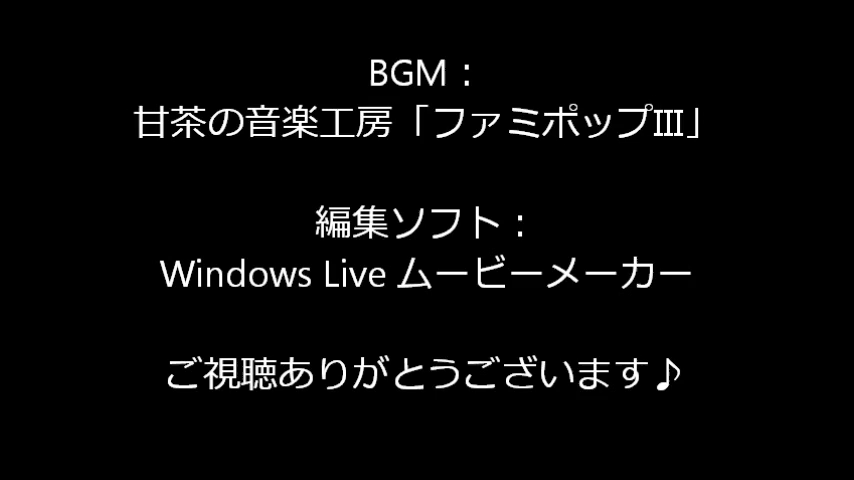 BGM：
甘茶の音楽工房「ファミポップⅢ」
編集ソフト：
Windows Live ムービーメーカー
ご視聴ありがとうございます♪